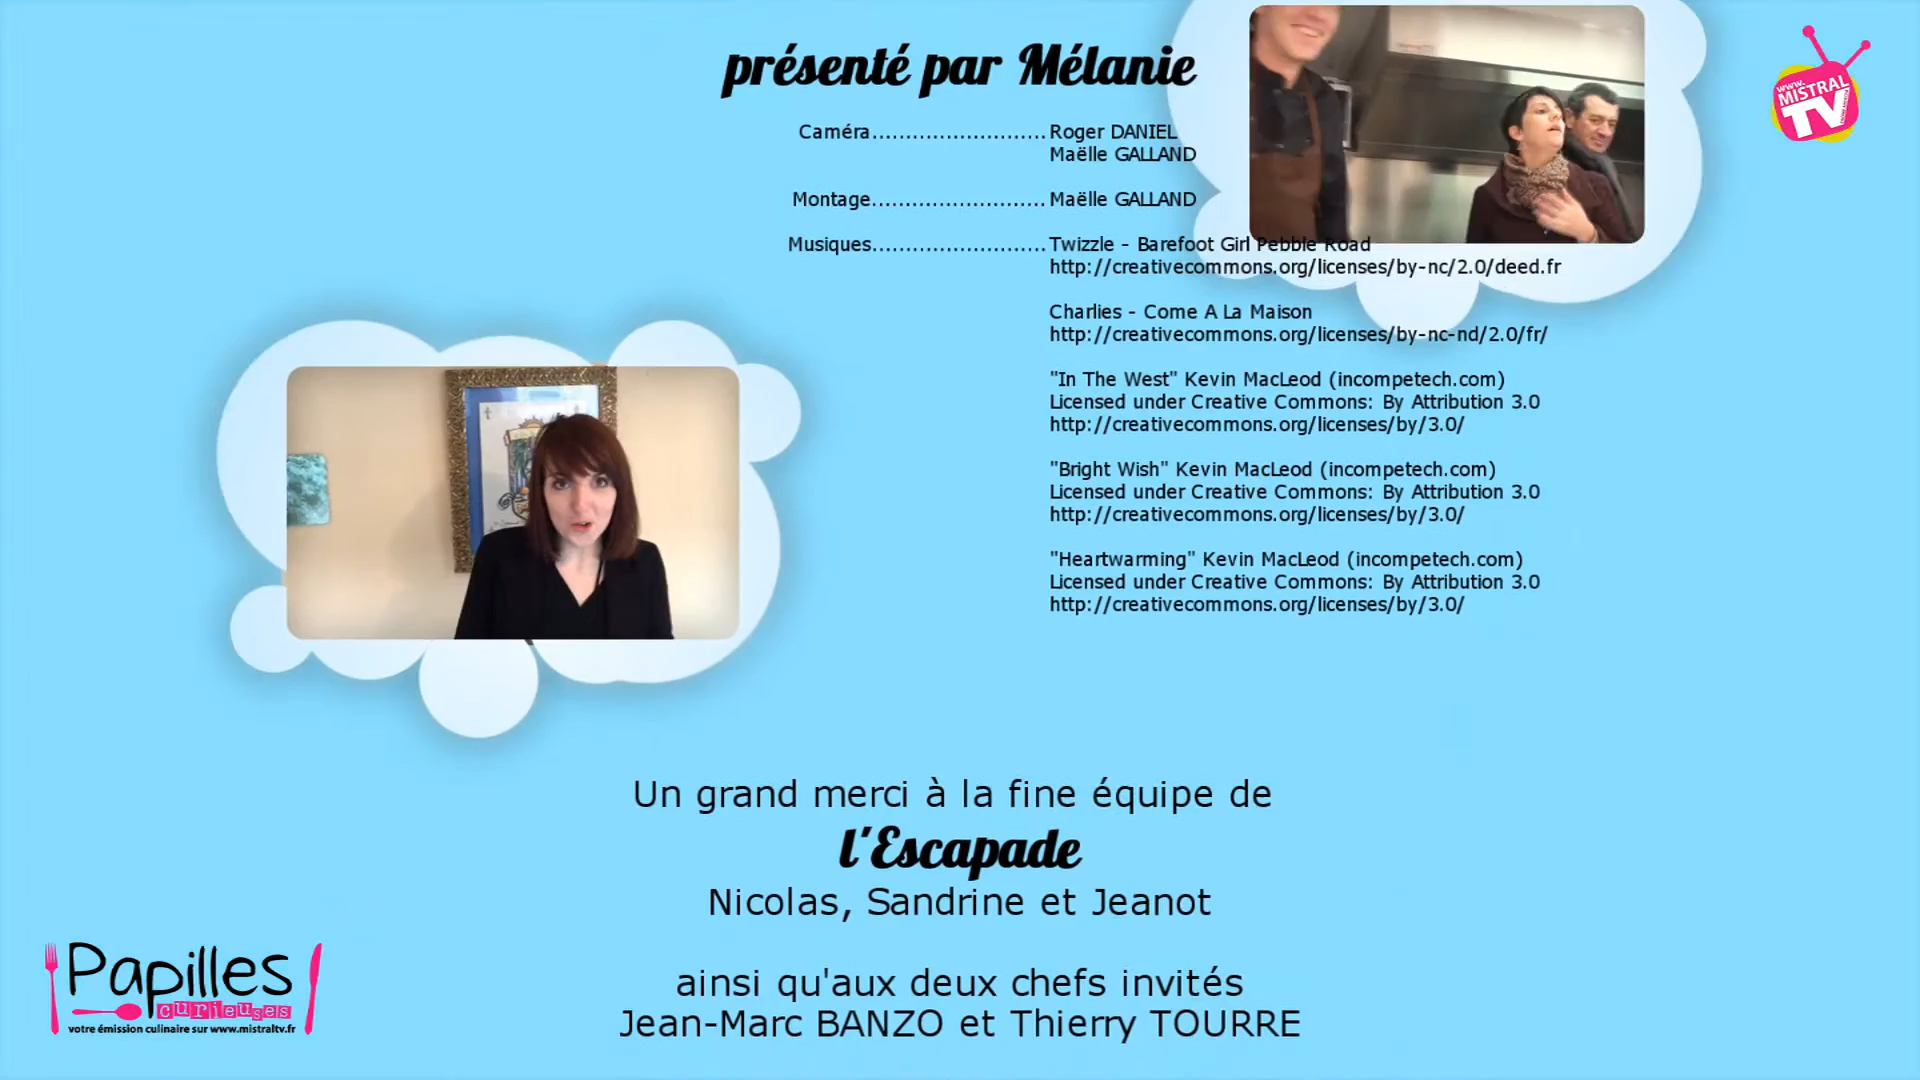 présenté par Mélanie
Caméra..........................Roger DANIEL
Maëlle GALLAND
Montage..........................Maëlle GALLAND
Musiques..........................Twizzle - Barefoot Girl Pebble Road
http://creativecommons.org/licenses/by-nc/2.0/deed.fr
Charlies - Come A La Maison
http://creativecommons.org/licenses/by-nc-nd/2.0/fr/
"In The West" Kevin MacLeod (incompetech.com)
Licensed under Creative Commons: By Attribution 3.0
http://creativecommons.org/licenses/by/3.0/
"Bright Wish" Kevin MacLeod (incompetech.com)
Licensed under Creative Commons: By Attribution 3.0
http://creativecommons.org/licenses/by/3.0/
"Heartwarming" Kevin MacLeod (incompetech.com)
Licensed under Creative Commons: By Attribution 3.0
http://creativecommons.org/licenses/by/3.0/
www.
MISTRAL
TV
Un grand merci à la fine équipe de
l'Escapade
Nicolas, Sandrine et Jeanot
ainsi qu'aux deux chefs invités
Jean-Marc BANZO et Thierry TOURRE
Papilles
curieuses
votre émission culinaire sur www.mistraltv.fr